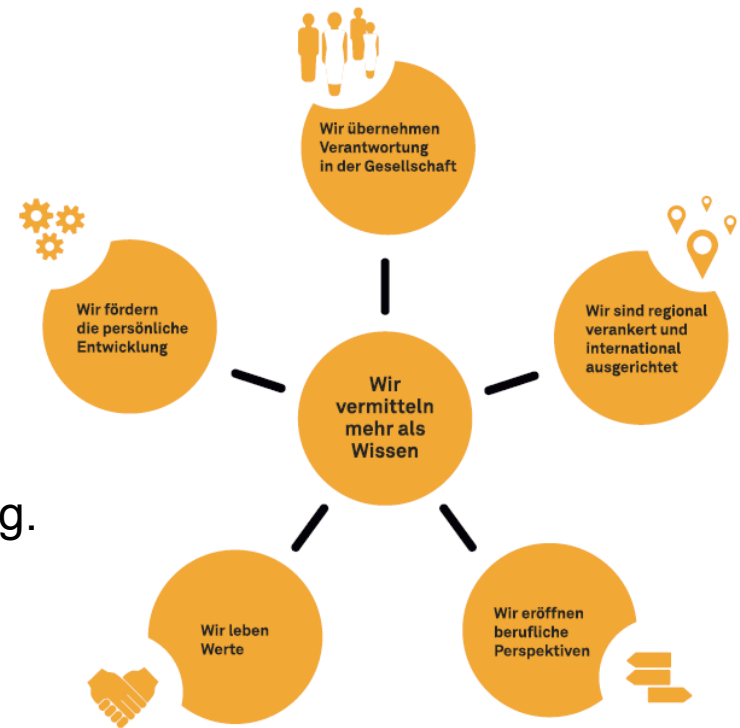 Wir übernehmen
Verantwortung
in der Gesellschaft
Wir fördern
die persönliche
Entwicklung
Wir sind regional
verankert und
international
ausgerichtet
Wir
vermitteln
mehr als
Wissen
g.
Wir leben
Werte
Wir eröffnen
berufliche
Perspektiven